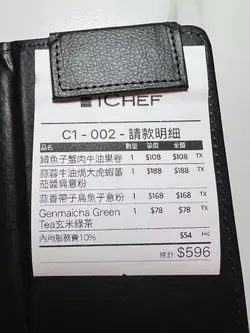 iCHEF
C1 - 002 - 請款明細
品名 數量 單價 金額
鯡魚子蟹肉牛油果卷 1 $108 $108 TX
蒜蓉牛油焗大虎蝦蕃 1 $188 $188 TX
茄醬扁意粉
蒜香帶子烏魚子意粉 1 $168 $168 TX
Genmaicha Green 1 $78 $78 TX
Tea玄米綠茶
內用服務費10% $54
總計 $596